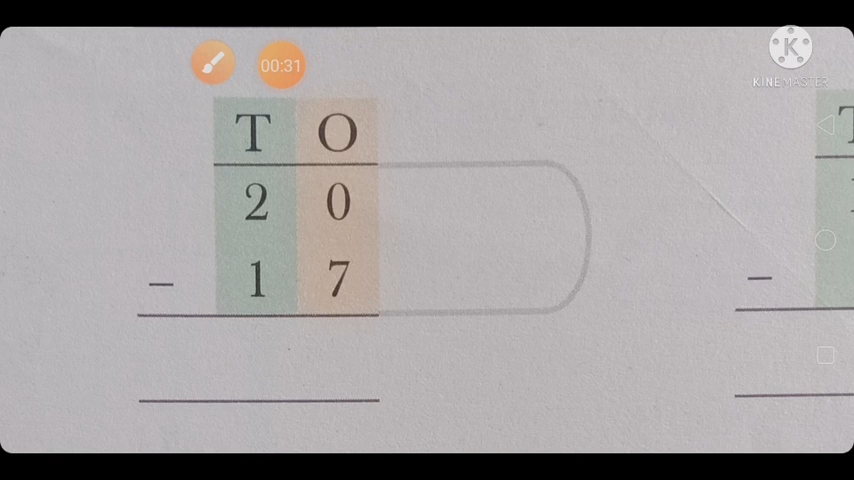 00:31
K
KINEMASTER
T O
2 0
- 1 7
-